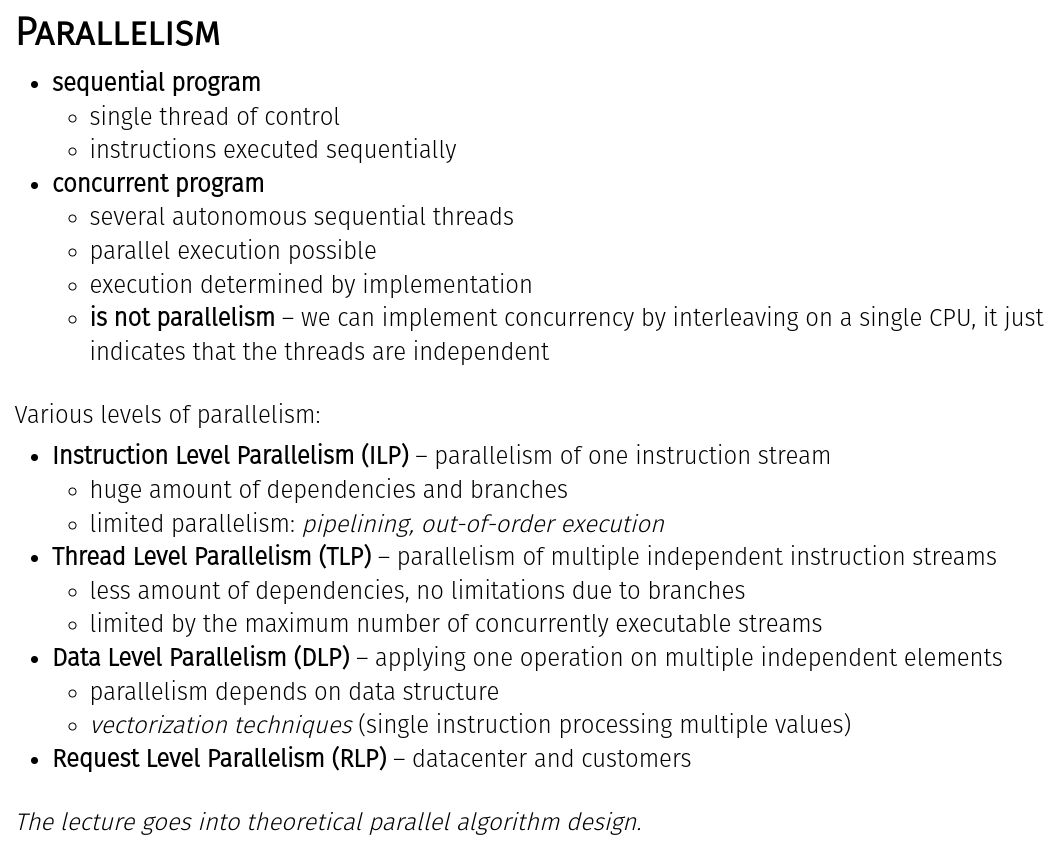 PARALLELISM
• sequential program
◦ single thread of control
◦ instructions executed sequentially
• concurrent program
◦ several autonomous sequential threads
◦ parallel execution possible
◦ execution determined by implementation
◦ is not parallelism – we can implement concurrency by interleaving on a single CPU, it just
indicates that the threads are independent
Various levels of parallelism:
• Instruction Level Parallelism (ILP) – parallelism of one instruction stream
◦ huge amount of dependencies and branches
◦ limited parallelism: pipelining, out-of-order execution
• Thread Level Parallelism (TLP) – parallelism of multiple independent instruction streams
◦ less amount of dependencies, no limitations due to branches
◦ limited by the maximum number of concurrently executable streams
• Data Level Parallelism (DLP) – applying one operation on multiple independent elements
◦ parallelism depends on data structure
◦ vectorization techniques (single instruction processing multiple values)
• Request Level Parallelism (RLP) – datacenter and customers
The lecture goes into theoretical parallel algorithm design.